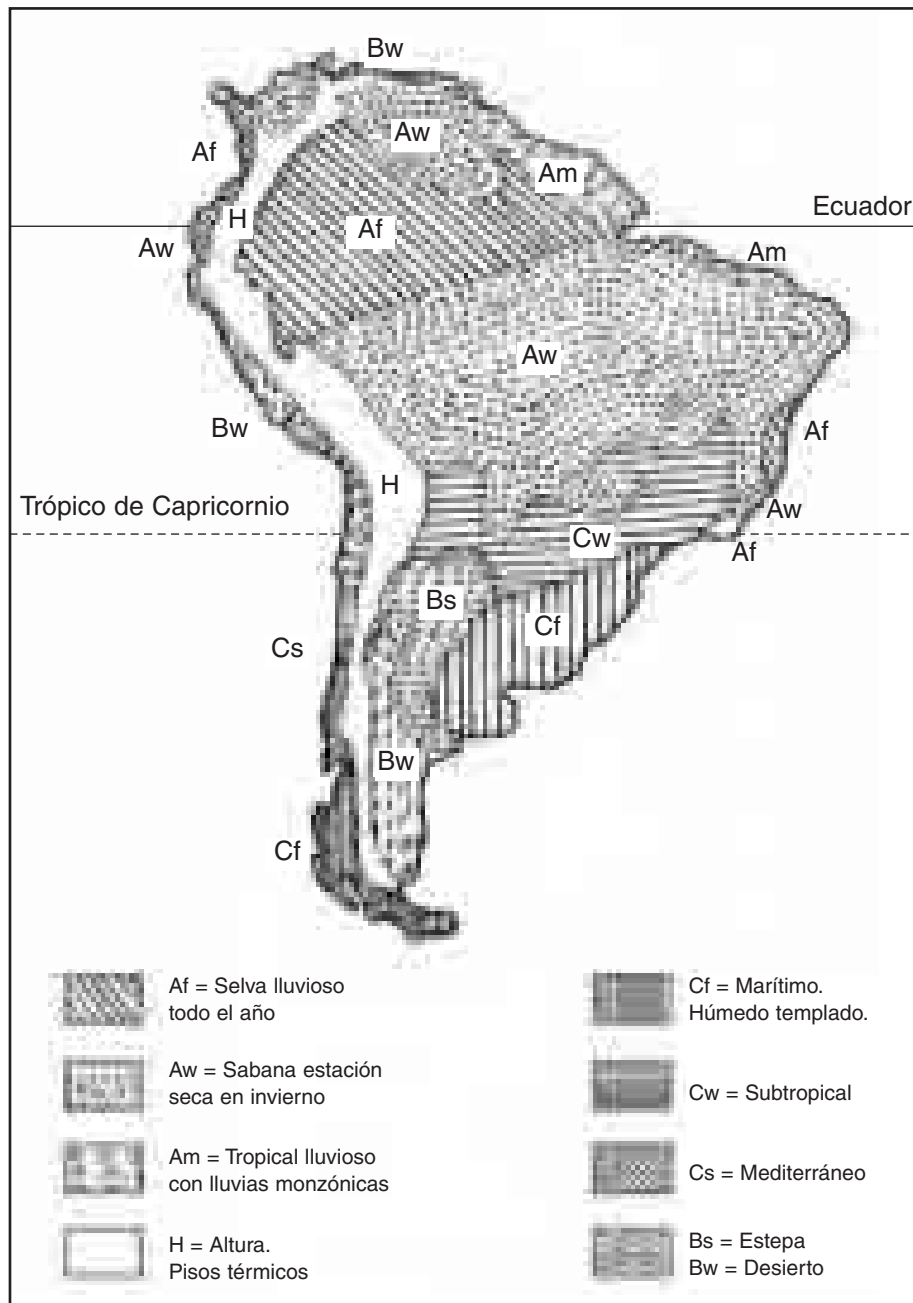 Bw
Aw
Af
Am
H
Ecuador
Af
Aw
Am
Aw
Bw
Af
H
Trópico de Capricornio
Aw
Cw
Af
Bs
Cf
Cs
Bw
Cf
Af = Selva lluvioso
todo el año
Aw = Sabana estación
seca en invierno
Am = Tropical lluvioso
con lluvias monzónicas
H = Altura.
Pisos térmicos
Cf = Marítimo.
Húmedo templado.
Cw = Subtropical
Cs = Mediterráneo
Bs = Estepa
Bw = Desierto